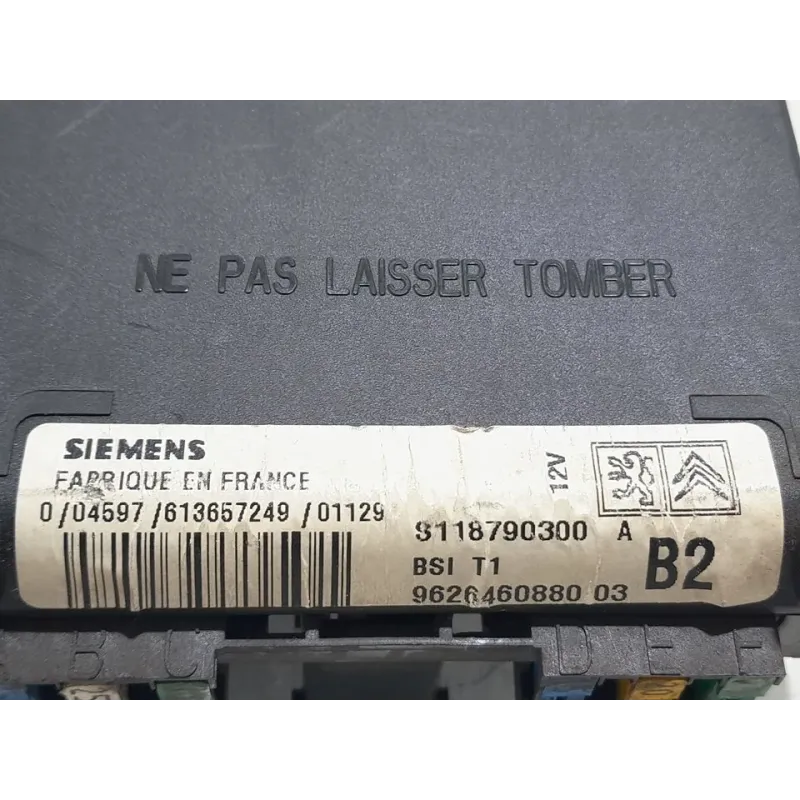 NE PAS LAISSER TOMBER
SIEMENS
FABRIQUE EN FRANCE
0/04597/613657249/01129
12V
S118790300 A
BSI T1
B2
9626460880 03
B C D E F